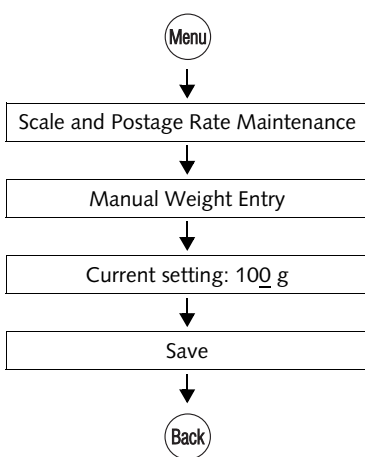 Menu
Scale and Postage Rate Maintenance
Manual Weight Entry
Current setting: 100 g
Save
Back